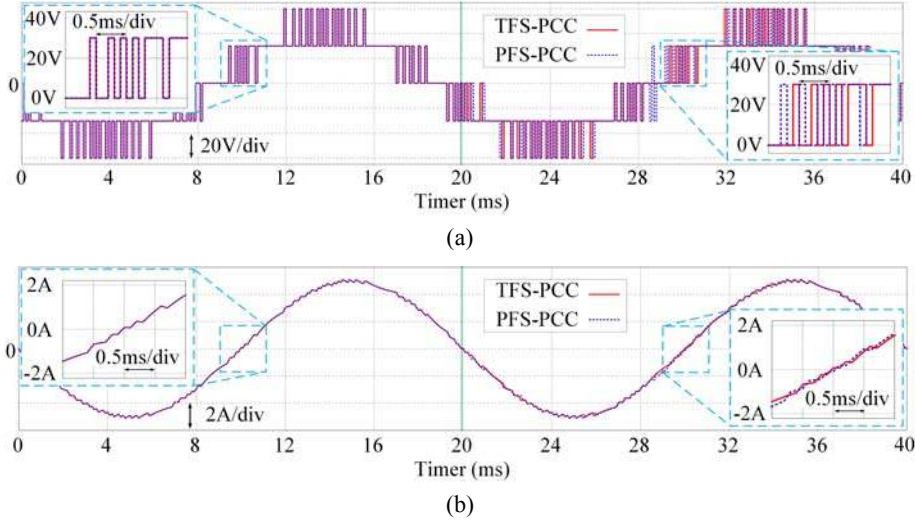 40V
0.5ms/div
20V
0V
TFS-PCC
PFS-PCC
40V
0.5ms/div
20V
0V
0
20V/div
0 4 8 12 16 20 24 28 32 36 40
Timer (ms)
(a)
2A
0A
0.5ms/div
-2A
TFS-PCC
PFS-PCC
2A
0A
0.5ms/div
-2A
0
2A/div
0 4 8 12 16 20 24 28 32 36 40
Timer (ms)
(b)